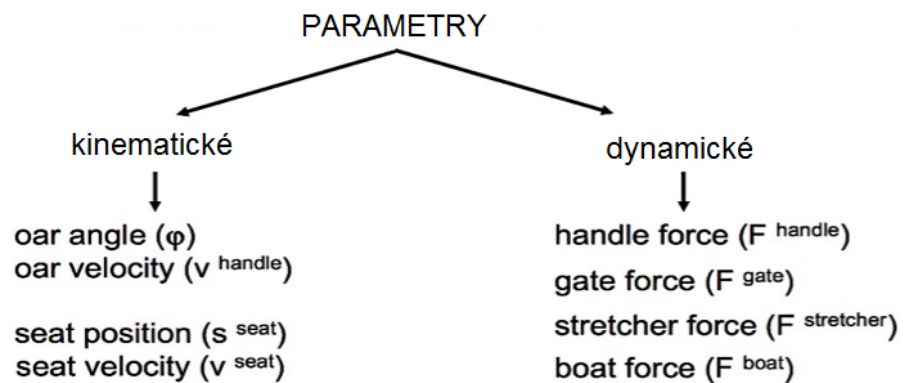 PARAMETRY
kinematické
oar angle (φ)
oar velocity (v handle)
seat position (s seat)
seat velocity (v seat)
dynamické
handle force (F handle)
gate force (F gate)
stretcher force (F stretcher)
boat force (F boat)